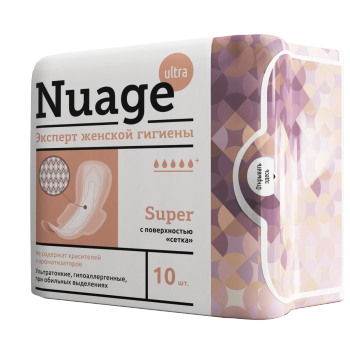 ultra
Nuage
Эксперт женской гигиены
+
Super
с поверхностью
«сетка»
Не содержат красителей
и ароматизаторов
Ультратонкие, гипоаллергенные,
при обильных выделениях
10 шт.
Открывать
здесь